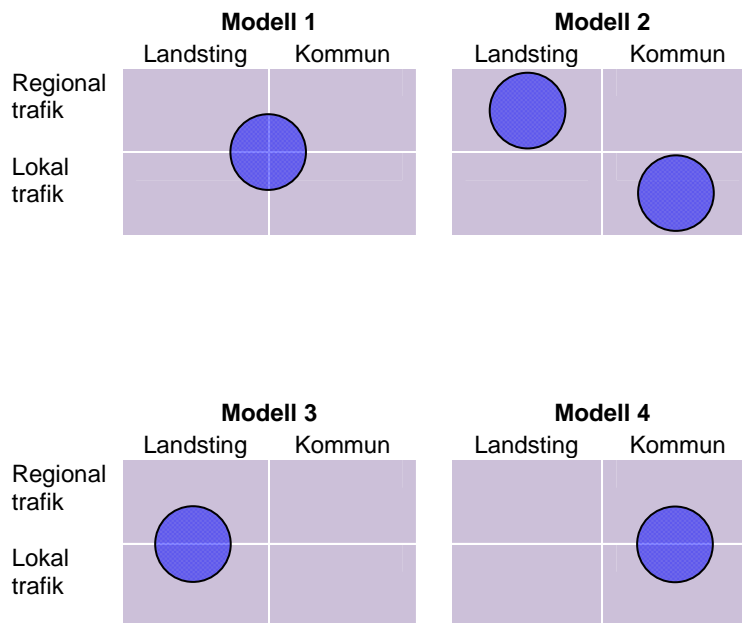 Modell 1
Modell 2
Landsting Kommun
Landsting Kommun
Regional
trafik
Lokal
trafik
Modell 3
Modell 4
Landsting Kommun
Landsting Kommun
Regional
trafik
Lokal
trafik